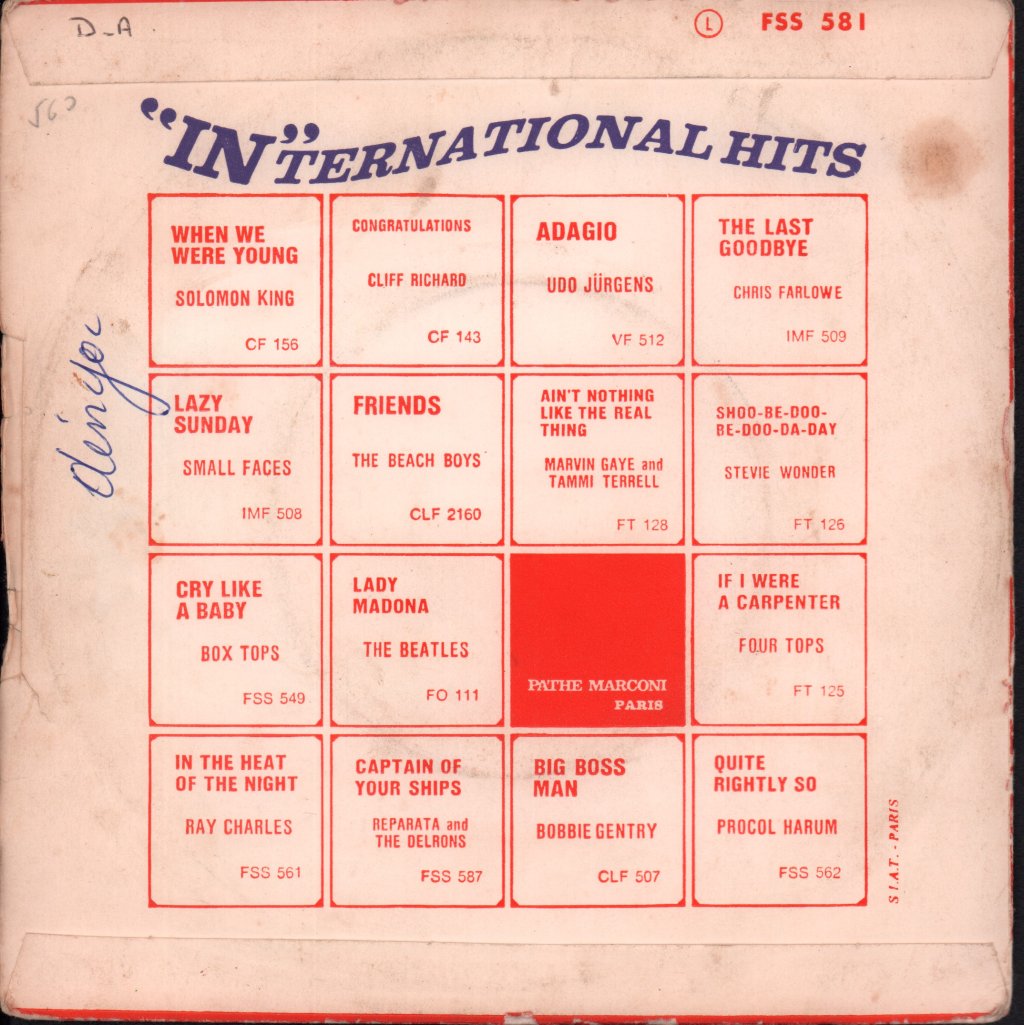 D-A
Ⓛ FSS 581
560
"IN"TERNATIONAL HITS
WHEN WE
WERE YOUNG
SOLOMON KING
CF 156
CONGRATULATIONS
CLIFF RICHARD
CF 143
ADAGIO
UDO JÜRGENS
VF 512
THE LAST
GOODBYE
CHRIS FARLOWE
IMF 509
LAZY
SUNDAY
SMALL FACES
IMF 508
FRIENDS
THE BEACH BOYS
CLF 2160
AIN'T NOTHING
LIKE THE REAL
THING
MARVIN GAYE and
TAMMI TERRELL
FT 128
SHOO-BE-DOO-
BE-DOO-DA-DAY
STEVIE WONDER
FT 126
CRY LIKE
A BABY
BOX TOPS
FSS 549
LADY
MADONA
THE BEATLES
FO 111
PATHE MARCONI
PARIS
IF I WERE
A CARPENTER
FOUR TOPS
FT 125
IN THE HEAT
OF THE NIGHT
RAY CHARLES
FSS 561
CAPTAIN OF
YOUR SHIPS
REPARATA and
THE DELRONS
FSS 587
BIG BOSS
MAN
BOBBIE GENTRY
CLF 507
QUITE
RIGHTLY SO
PROCOL HARUM
FSS 562
S I.A.T. - PARIS